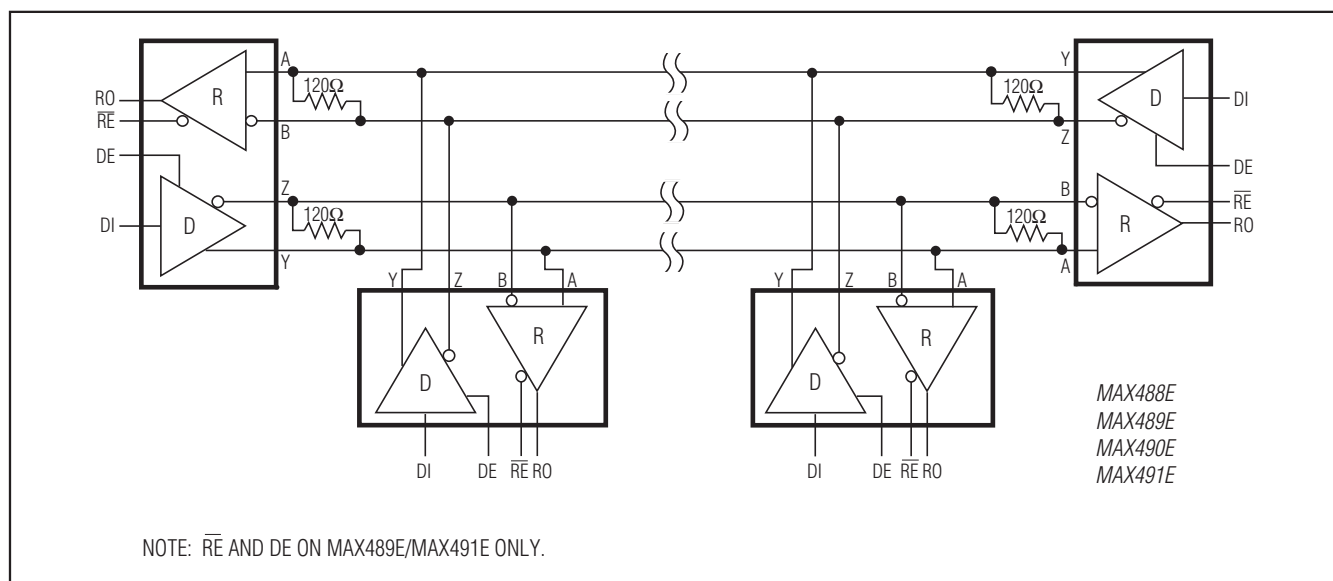 A
120Ω
RO
R
RE
B
DE
Z
120Ω
DI
D
Y
Y
120Ω
D
DI
Z
DE
B
RE
120Ω
R
RO
A
Y
Z
B
A
R
D
DI
DE
RE
RO
Y
Z
B
A
R
D
DI
DE
RE
RO
MAX488E
MAX489E
MAX490E
MAX491E
NOTE: RE AND DE ON MAX489E/MAX491E ONLY.